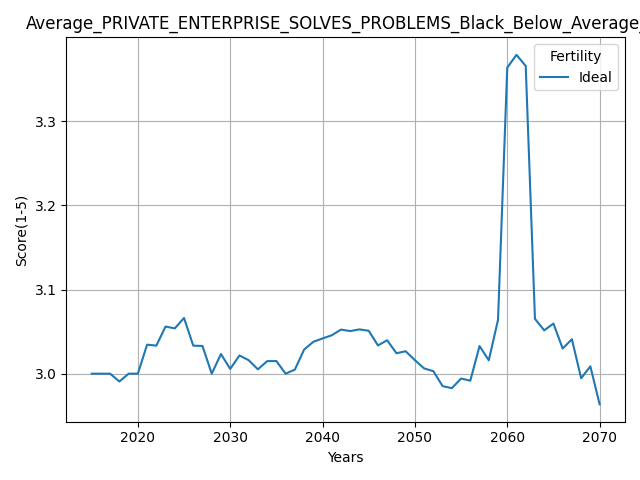 Average_PRIVATE_ENTERPRISE_SOLVES_PROBLEMS_Black_Below_Average_
Fertility
Ideal
3.3
3.2
3.1
3.0
Score(1-5)
2020 2030 2040 2050 2060 2070
Years